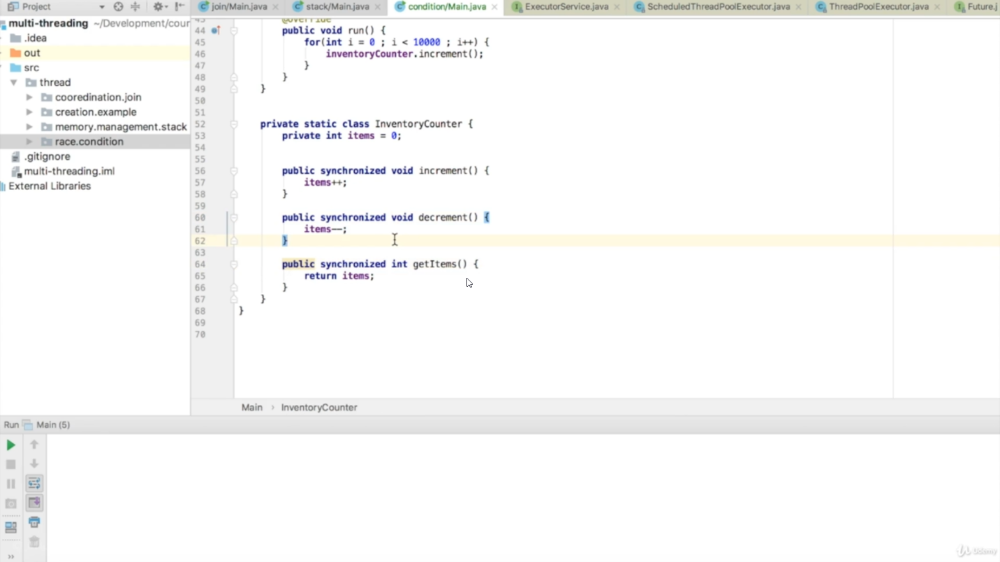 Project
join/Main.java
stack/Main.java
condition/Main.java
ExecutorService.java
ScheduledThreadPoolExecutor.java
ThreadPoolExecutor.java
Future.j
multi-threading ~/Development/cour
.idea
out
src
thread
cooredination.join
creation.example
memory.management.stack
race.condition
.gitignore
multi-threading.iml
External Libraries
@Override
44 public void run() {
45 for(int i = 0 ; i < 10000 ; i++) {
46 inventoryCounter.increment();
47 }
48 }
49 }
50
51
52 private static class InventoryCounter {
53 private int items = 0;
54
55
56 public synchronized void increment() {
57 items++;
58 }
59
60 public synchronized void decrement() {
61 items--;
62 }
63
64 public synchronized int getItems() {
65 return items;
66 }
67 }
68 }
69
70
Main › InventoryCounter
Run Main (5)
Udemy